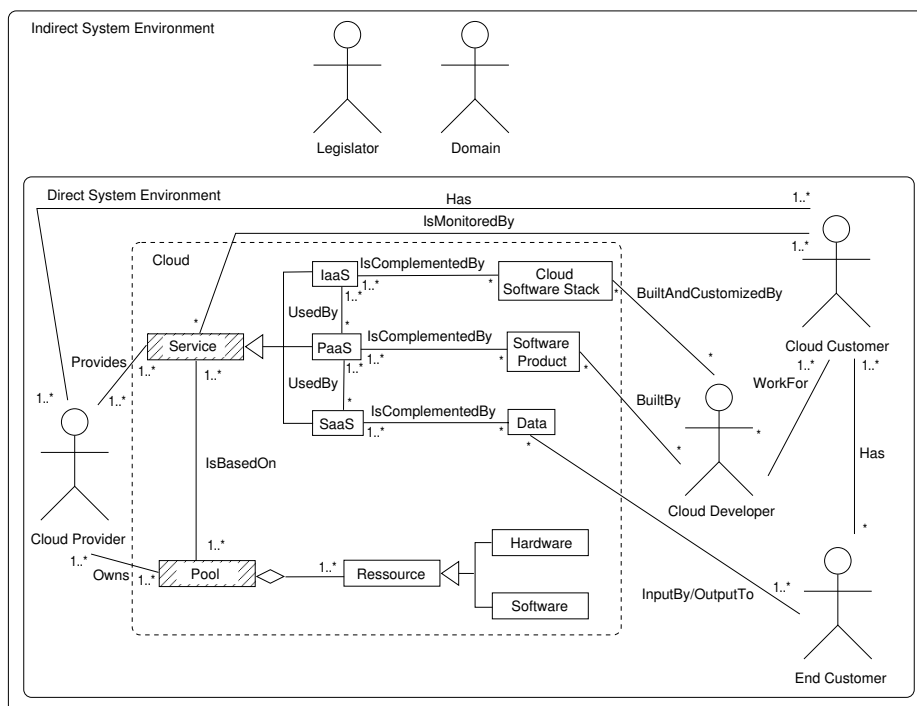 Indirect System Environment
Legislator
Domain
Direct System Environment
Has
1..*
IsMonitoredBy
1..*
Cloud
IaaS
IsComplementedBy
1..*
1..*
*
Cloud
Software Stack
*
BuiltAndCustomizedBy
UsedBy
*
*
Service
Provides
1..*
1..*
1..*
PaaS
IsComplementedBy
1..*
1..*
*
Software
Product
*
*
Cloud Customer
1..*
1..*
WorkFor
UsedBy
*
BuiltBy
1..*
SaaS
IsComplementedBy
1..*
*
Data
*
*
*
Has
IsBasedOn
Cloud Developer
Cloud Provider
1..*
Owns
1..*
1..*
Pool
1..*
Ressource
Hardware
Software
*
InputBy/OutputTo
1..*
End Customer